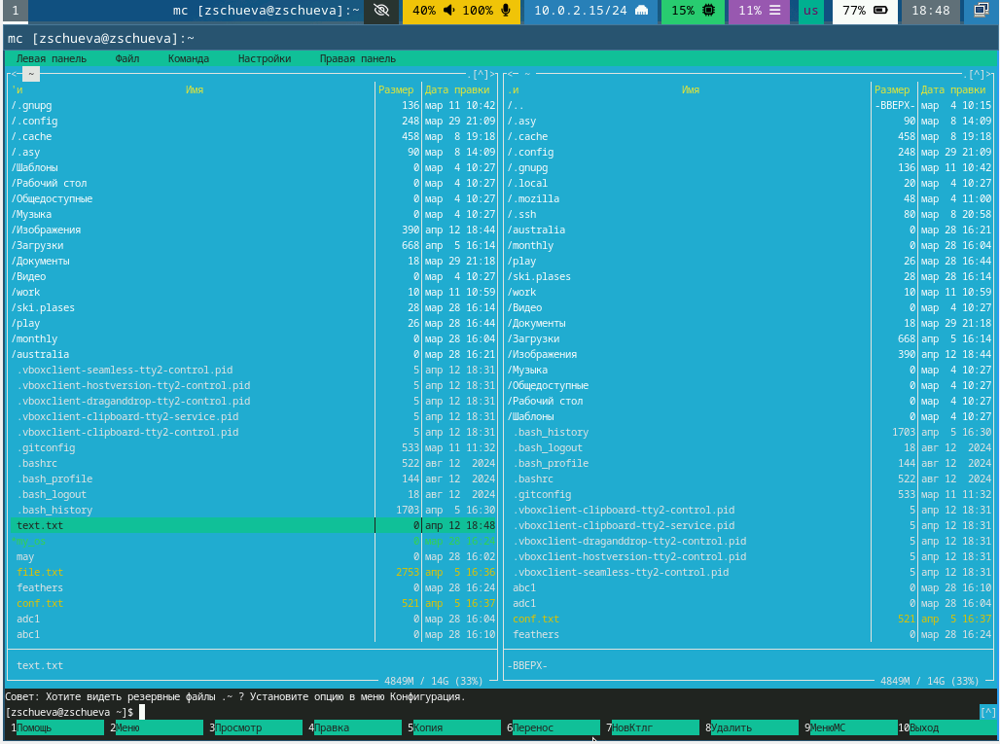 1 mc [zschueva@zschueva]:~ 40% 100% 10.0.2.15/24 15% 11% us 77% 18:48
mc [zschueva@zschueva]:~
Левая панель Файл Команда Настройки Правая панель
<─ ~ .[^]>
'и Имя Размер Дата правки
/.gnupg 136 мар 11 10:42
/.config 248 мар 29 21:09
/.cache 458 мар 8 19:18
/.asy 90 мар 8 14:09
/Шаблоны 0 мар 4 10:27
/Рабочий стол 0 мар 4 10:27
/Общедоступные 0 мар 4 10:27
/Музыка 0 мар 4 10:27
/Изображения 390 апр 12 18:44
/Загрузки 668 апр 5 16:14
/Документы 18 мар 29 21:18
/Видео 0 мар 4 10:27
/work 10 мар 11 10:59
/ski.plases 28 мар 28 16:14
/play 26 мар 28 16:44
/monthly 0 мар 28 16:04
/australia 0 мар 28 16:21
.vboxclient-seamless-tty2-control.pid 5 апр 12 18:31
.vboxclient-hostversion-tty2-control.pid 5 апр 12 18:31
.vboxclient-draganddrop-tty2-control.pid 5 апр 12 18:31
.vboxclient-clipboard-tty2-service.pid 5 апр 12 18:31
.vboxclient-clipboard-tty2-control.pid 5 апр 12 18:31
.gitconfig 533 мар 11 11:32
.bashrc 522 авг 12 2024
.bash_profile 144 авг 12 2024
.bash_logout 18 авг 12 2024
.bash_history 1703 апр 5 16:30
text.txt 0 апр 12 18:48
*my_os 0 мар 28 16:24
may 0 мар 28 16:02
file.txt 2753 апр 5 16:36
feathers 0 мар 28 16:24
conf.txt 521 апр 5 16:37
adc1 0 мар 28 16:04
abc1 0 мар 28 16:10
text.txt
4849M / 14G (33%)
<─ ~ .[^]>
.и Имя Размер Дата правки
/.. -ВВЕРХ- мар 4 10:15
/.asy 90 мар 8 14:09
/.cache 458 мар 8 19:18
/.config 248 мар 29 21:09
/.gnupg 136 мар 11 10:42
/.local 20 мар 4 10:27
/.mozilla 48 мар 4 11:00
/.ssh 80 мар 8 20:58
/australia 0 мар 28 16:21
/monthly 0 мар 28 16:04
/play 26 мар 28 16:44
/ski.plases 28 мар 28 16:14
/work 10 мар 11 10:59
/Видео 0 мар 4 10:27
/Документы 18 мар 29 21:18
/Загрузки 668 апр 5 16:14
/Изображения 390 апр 12 18:44
/Музыка 0 мар 4 10:27
/Общедоступные 0 мар 4 10:27
/Рабочий стол 0 мар 4 10:27
/Шаблоны 0 мар 4 10:27
.bash_history 1703 апр 5 16:30
.bash_logout 18 авг 12 2024
.bash_profile 144 авг 12 2024
.bashrc 522 авг 12 2024
.gitconfig 533 мар 11 11:32
.vboxclient-clipboard-tty2-control.pid 5 апр 12 18:31
.vboxclient-clipboard-tty2-service.pid 5 апр 12 18:31
.vboxclient-draganddrop-tty2-control.pid 5 апр 12 18:31
.vboxclient-hostversion-tty2-control.pid 5 апр 12 18:31
.vboxclient-seamless-tty2-control.pid 5 апр 12 18:31
abc1 0 мар 28 16:10
adc1 0 мар 28 16:04
conf.txt 521 апр 5 16:37
feathers 0 мар 28 16:24
-ВВЕРХ-
4849M / 14G (33%)
Совет: Хотите видеть резервные файлы .~ ? Установите опцию в меню Конфигурация.
[zschueva@zschueva ~]$ [^]
1Помощь 2Меню 3Просмотр 4Правка 5Копия 6Перенос 7НовКтлг 8Удалить 9МенюМС 10Выход